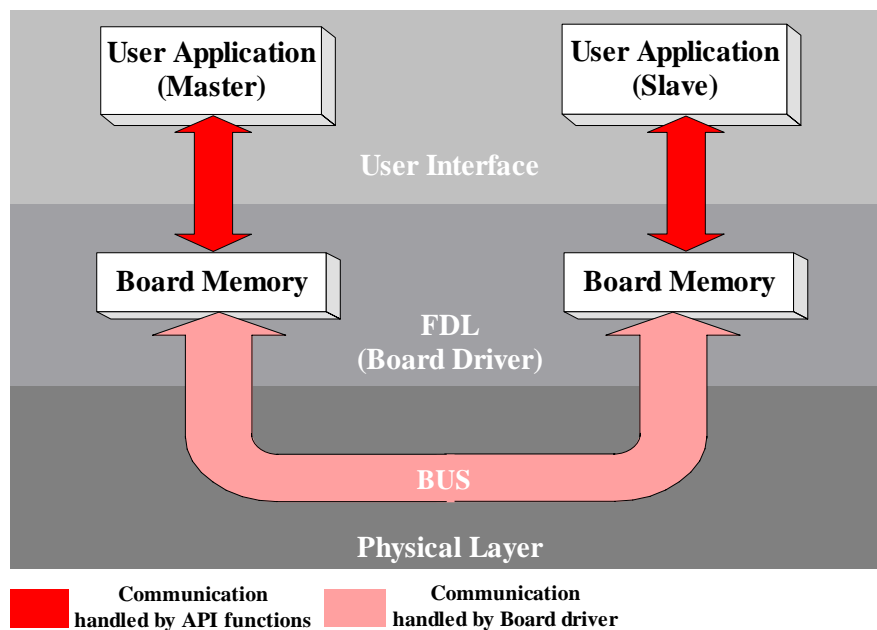 User Application
(Master)
User Application
(Slave)
User Interface
Board Memory
Board Memory
FDL
(Board Driver)
BUS
Physical Layer
Communication
handled by API functions
Communication
handled by Board driver